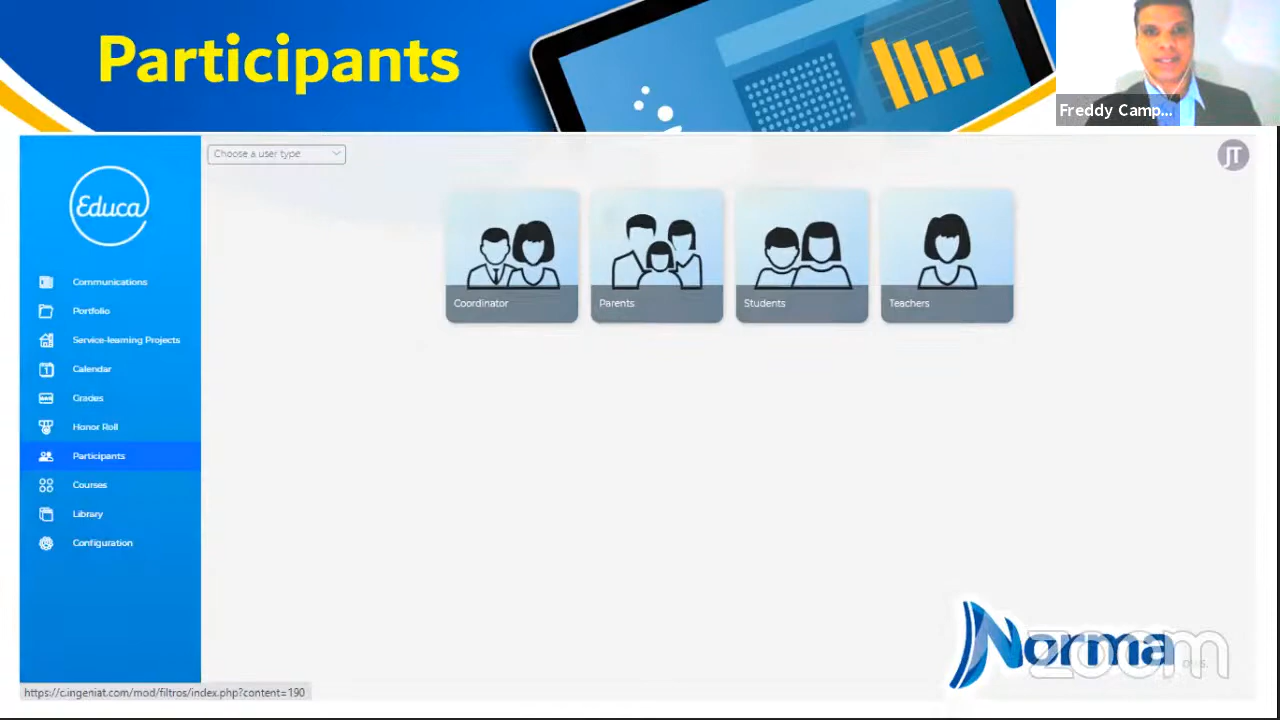 Participants
Freddy Camp...
Choose a user type
JT
Educa
Communications
Portfolio
Service-learning Projects
Calendar
Grades
Honor Roll
Participants
Courses
Library
Configuration
Coordinator
Parents
Students
Teachers
Norma
zoom
https://c.ingeniat.com/mod/filtros/index.php?content=190